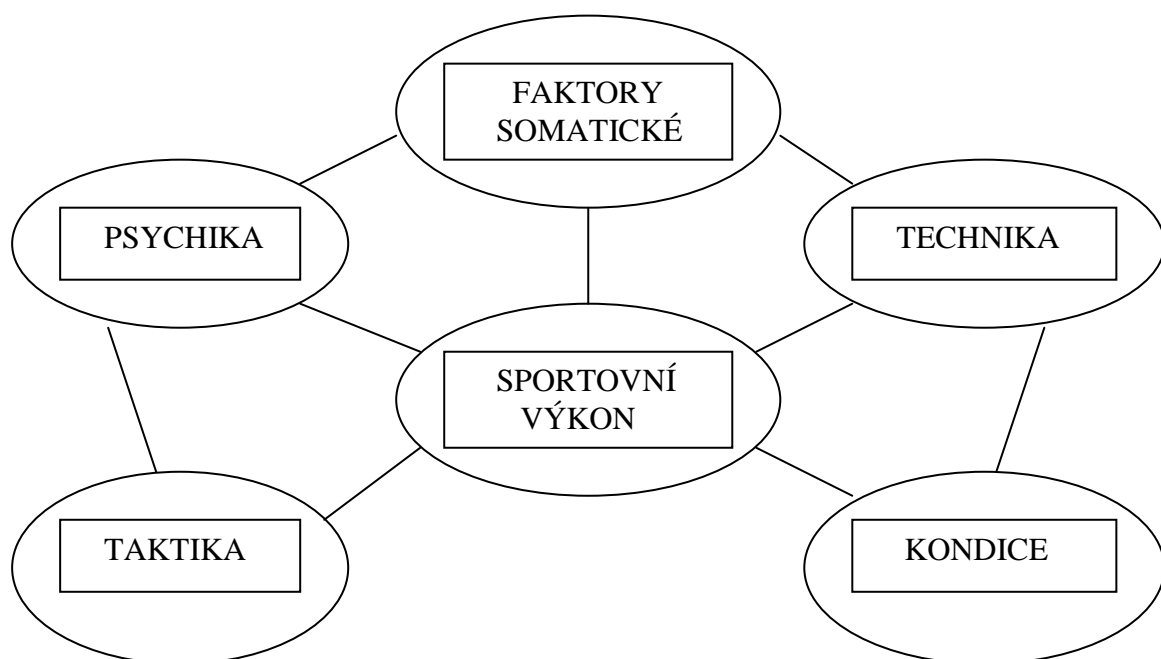 FAKTORY
SOMATICKÉ
PSYCHIKA
TECHNIKA
SPORTOVNÍ
VÝKON
TAKTIKA
KONDICE